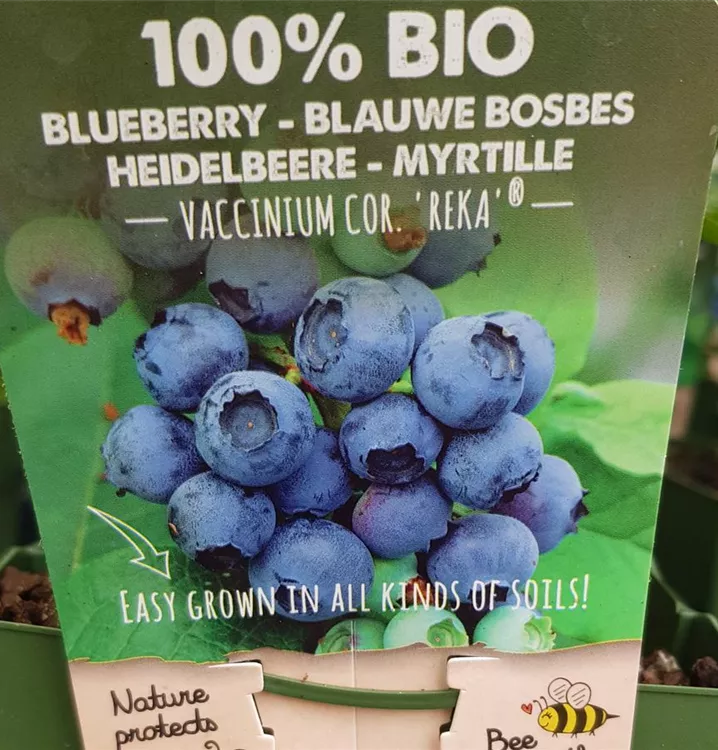 100% BIO
BLUEBERRY - BLAUWE BOSBES
HEIDELBEERE - MYRTILLE
VACCINIUM COR. 'REKA'®
EASY GROWN IN ALL KINDS OF SOILS!
Nature
protects
Bee